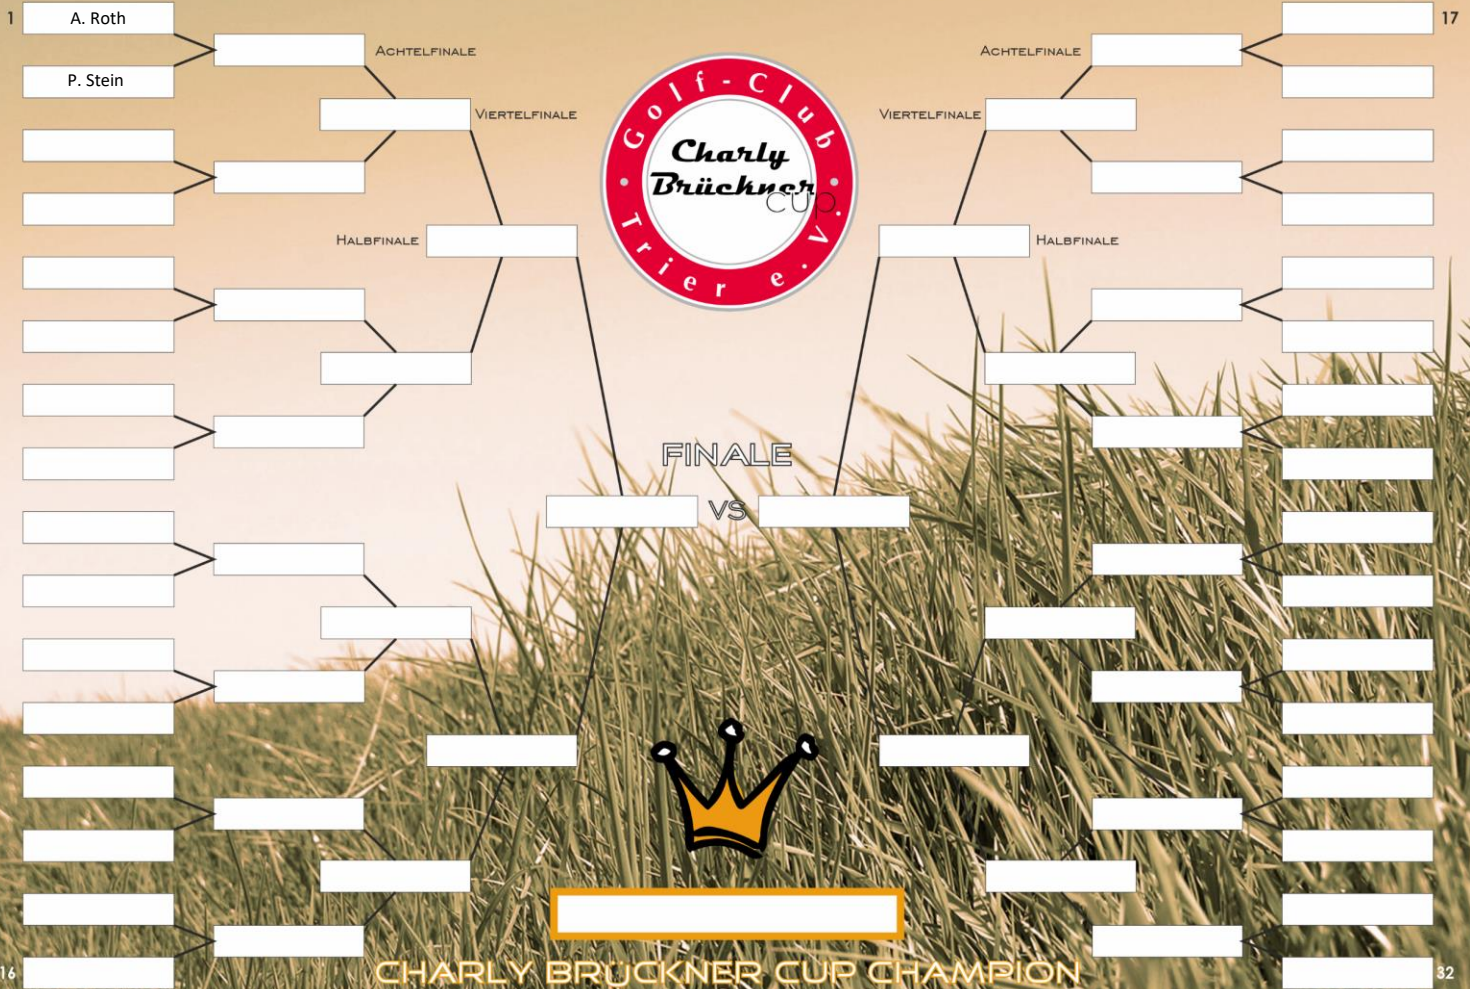 1
A. Roth
17
ACHTELFINALE
ACHTELFINALE
P. Stein
VIERTELFINALE
VIERTELFINALE
Golf-Club
Charly
Brückner
cup
Trier e.V.
HALBFINALE
HALBFINALE
FINALE
VS
16
CHARLY BRÜCKNER CUP CHAMPION
32